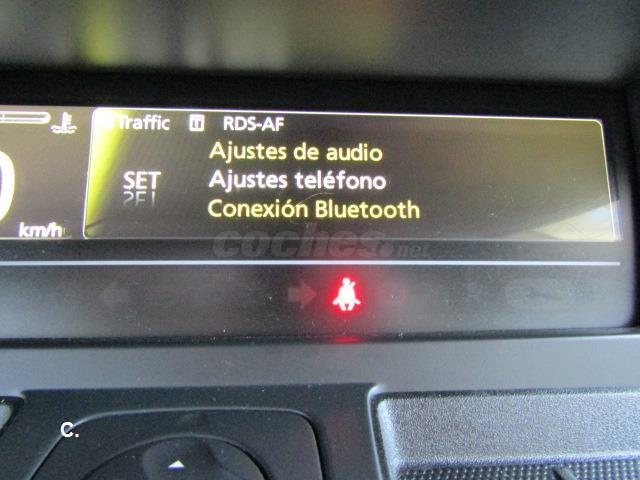 Traffic RDS-AF
Ajustes de audio
SET Ajustes teléfono
Conexión Bluetooth
km/h
coches.net
C.